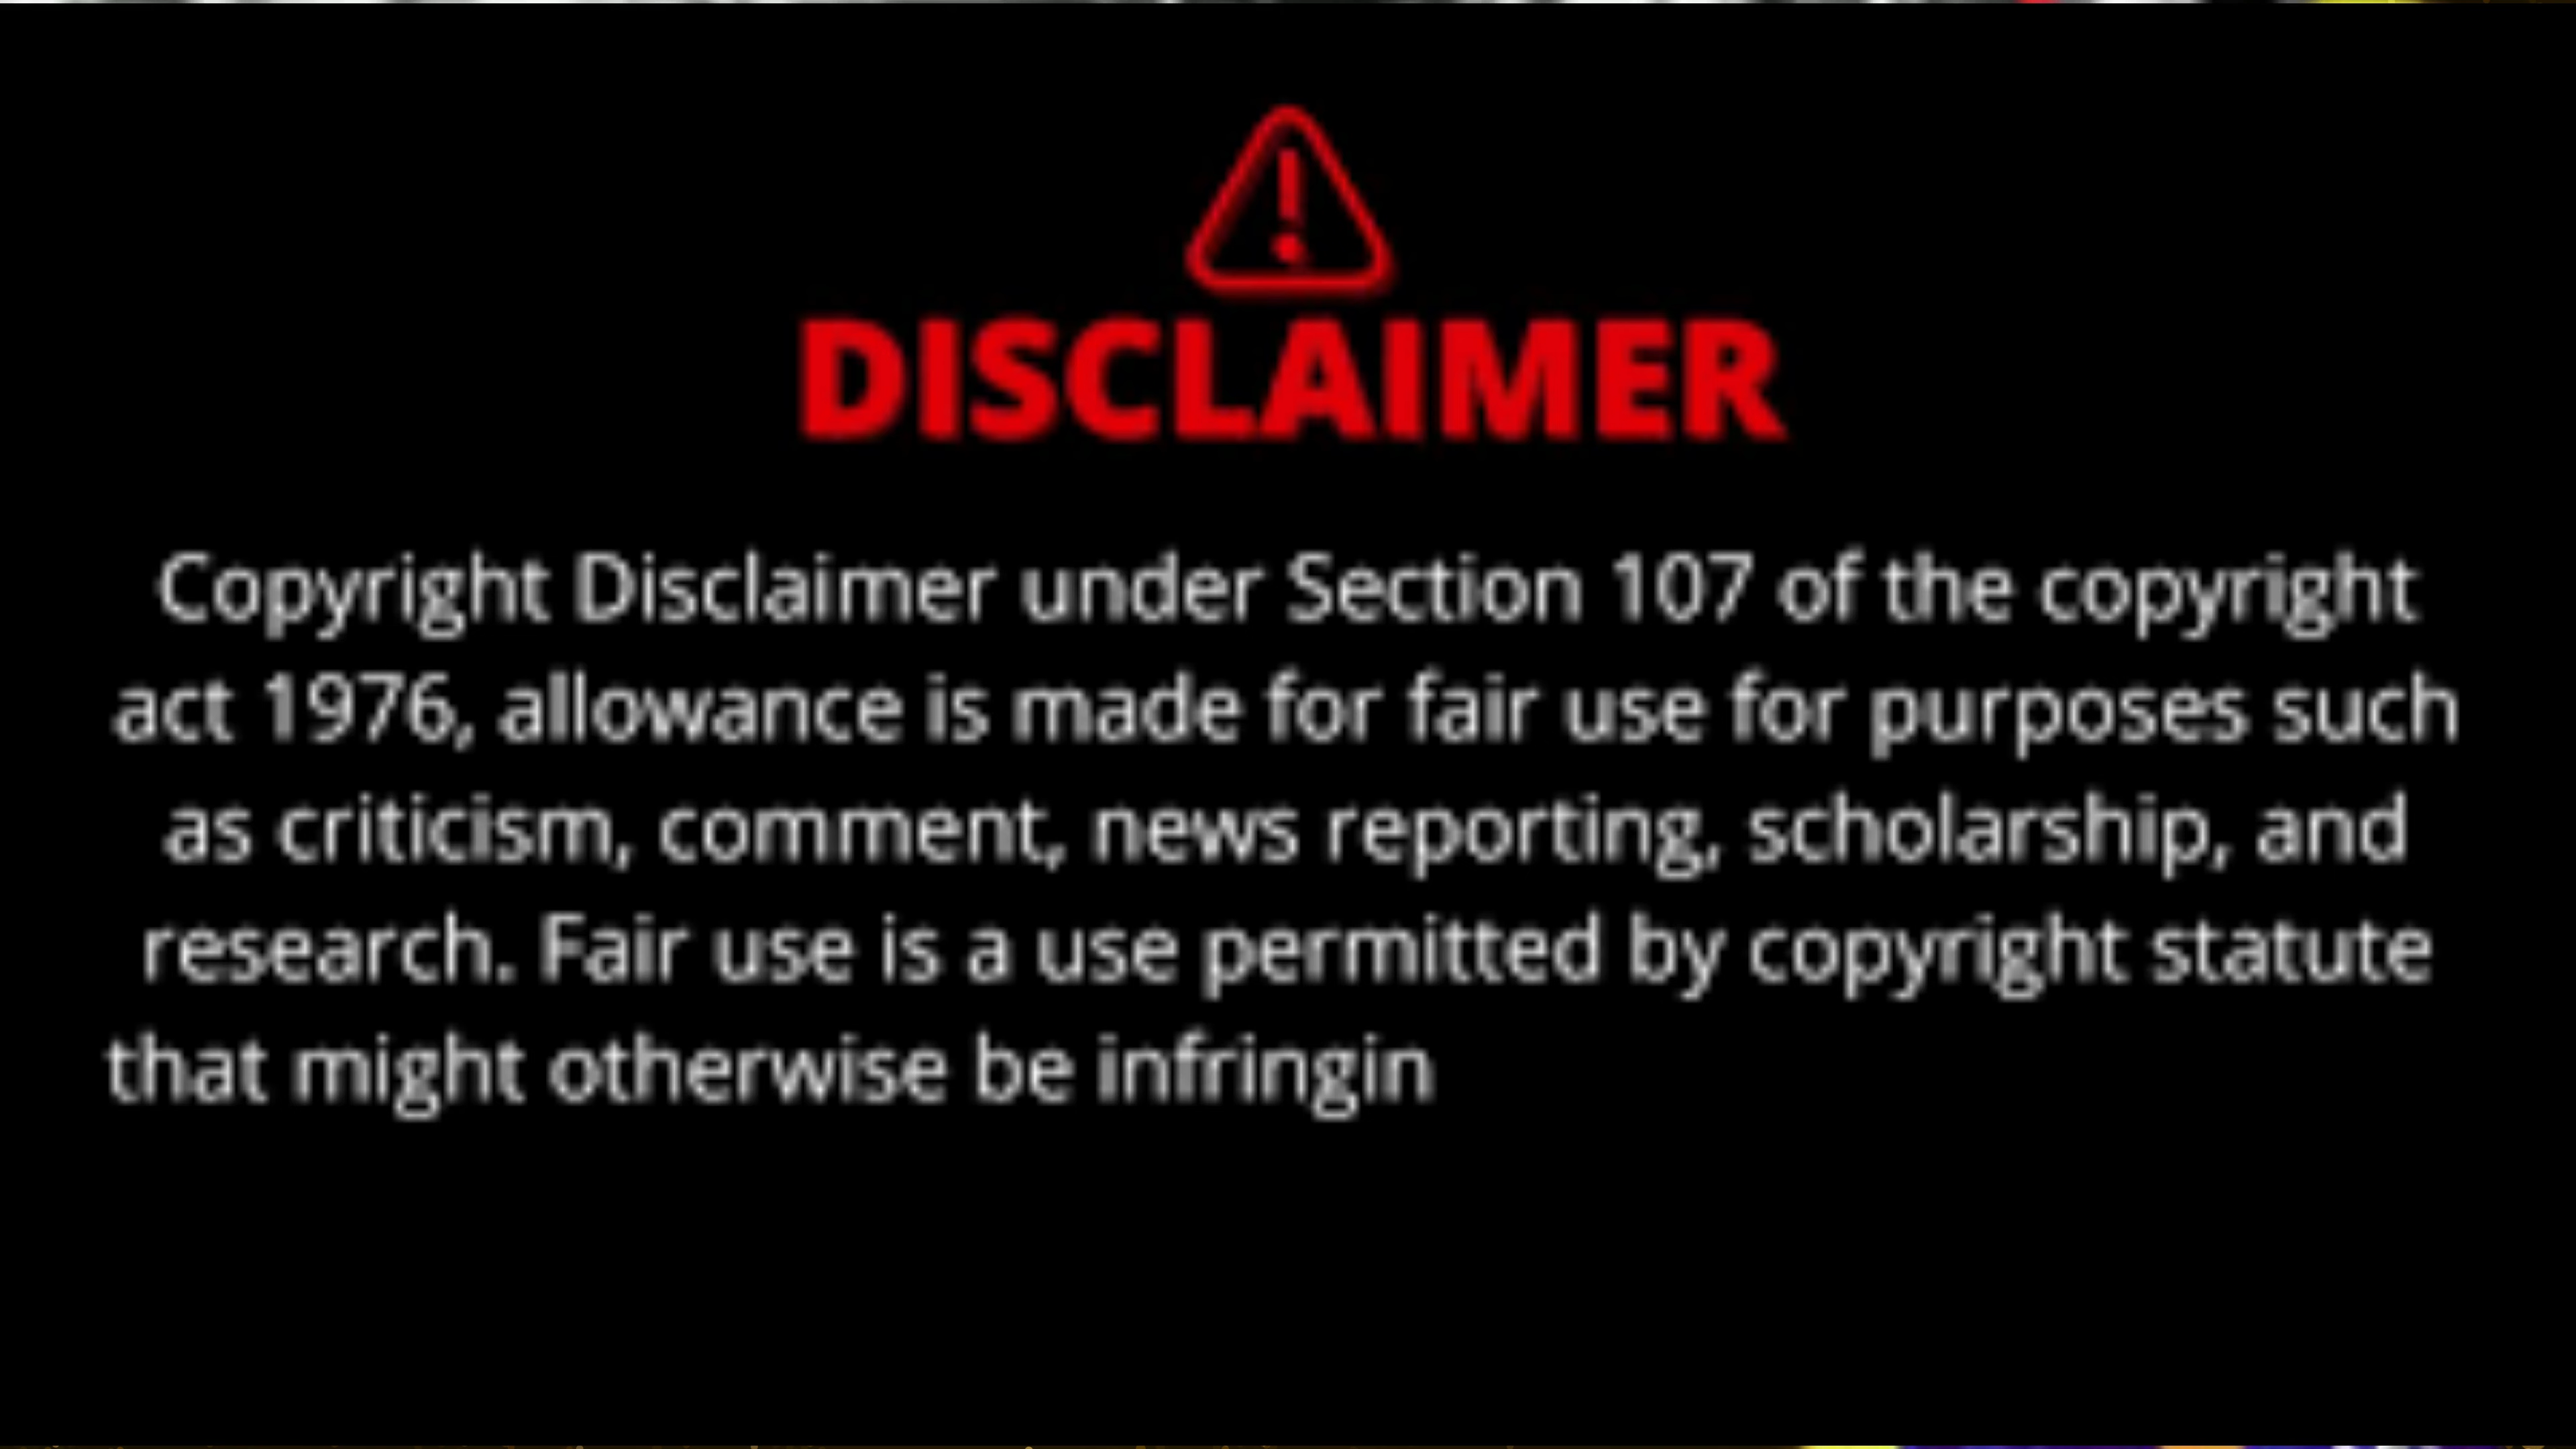 DISCLAIMER
Copyright Disclaimer under Section 107 of the copyright
act 1976, allowance is made for fair use for purposes such
as criticism, comment, news reporting, scholarship, and
research. Fair use is a use permitted by copyright statute
that might otherwise be infringin